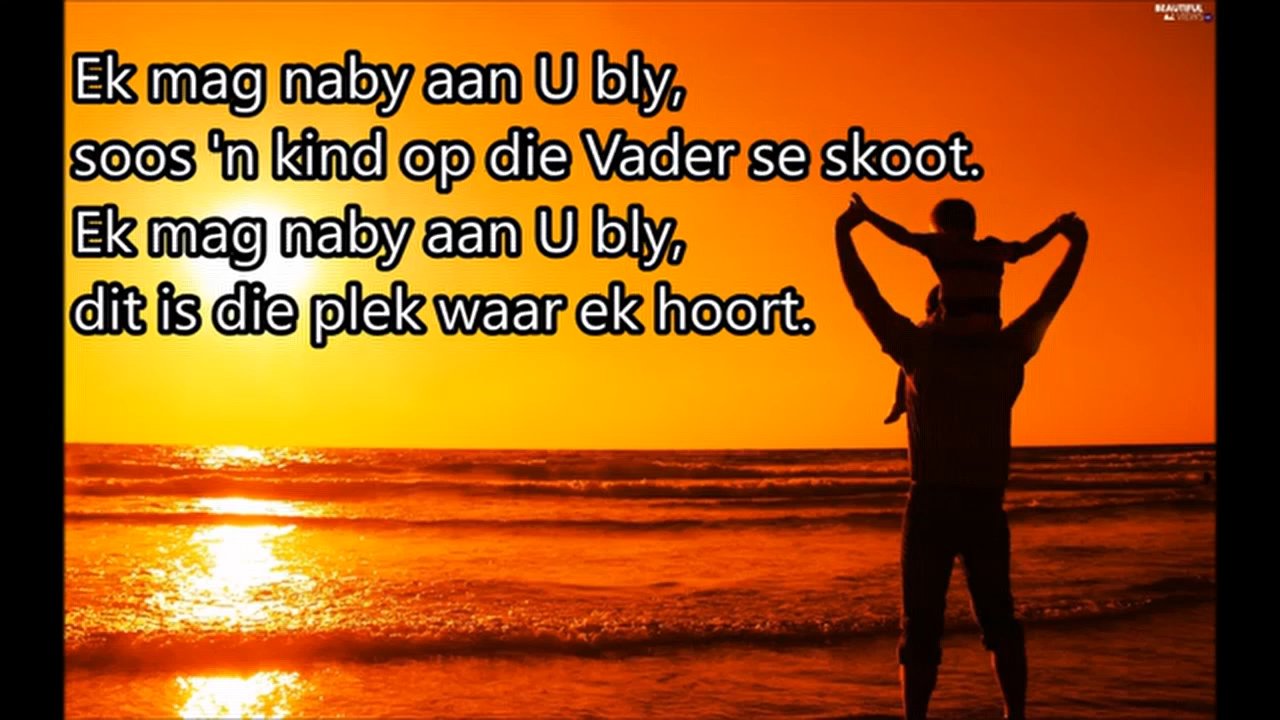 BEAUTIFUL
Ek mag naby aan U bly,
soos 'n kind op die Vader se skoot.
Ek mag naby aan U bly,
dit is die plek waar ek hoort.